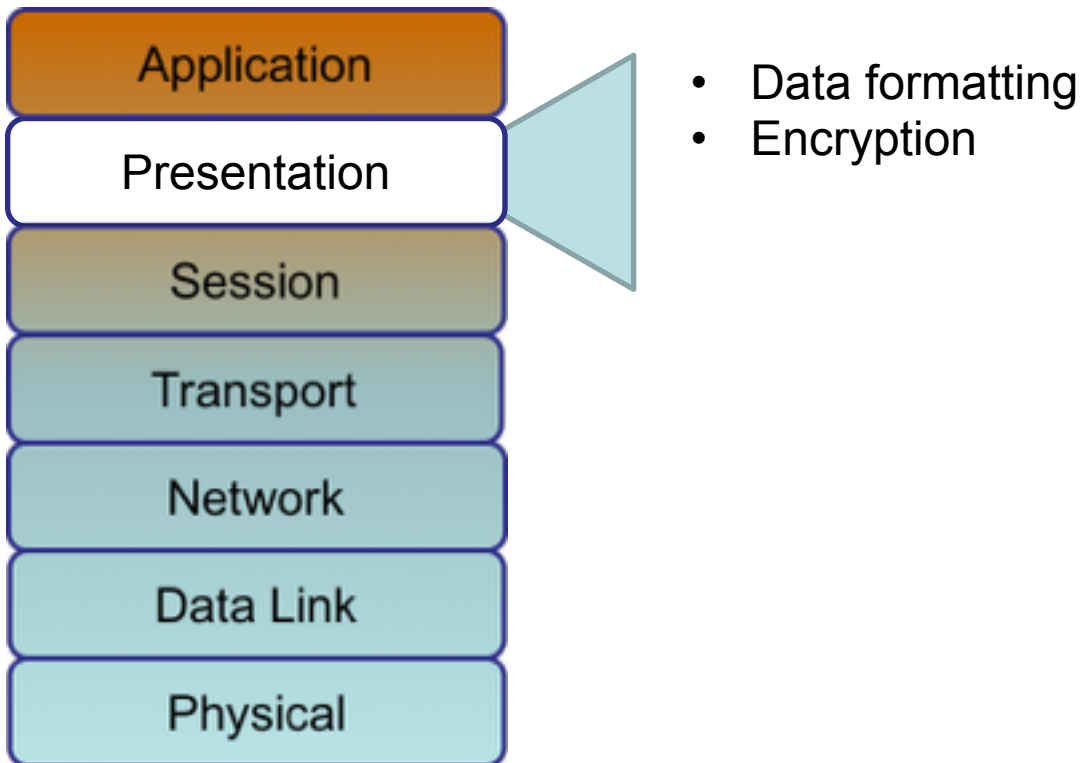 Application
Presentation
Session
Transport
Network
Data Link
Physical
• Data formatting
• Encryption